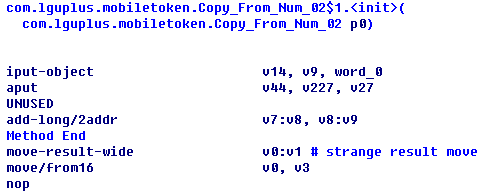 com.lguplus.mobiletoken.Copy_From_Num_02$1.<init>(
com.lguplus.mobiletoken.Copy_From_Num_02 p0)
iput-object v14, v9, word_0
aput v44, v227, v27
UNUSED
add-long/2addr v7:v8, v8:v9
Method End
move-result-wide v0:v1 # strange result move
move/from16 v0, v3
nop